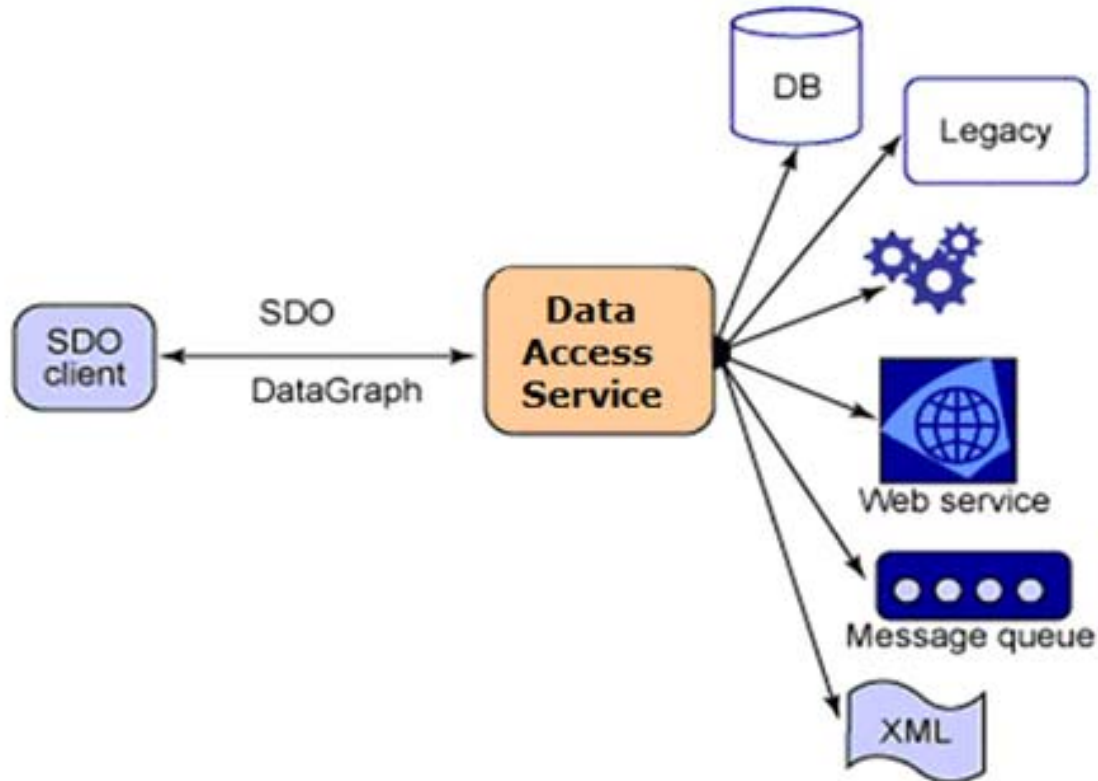 DB
Legacy
SDO
client
SDO
DataGraph
Data
Access
Service
Web service
Message queue
XML